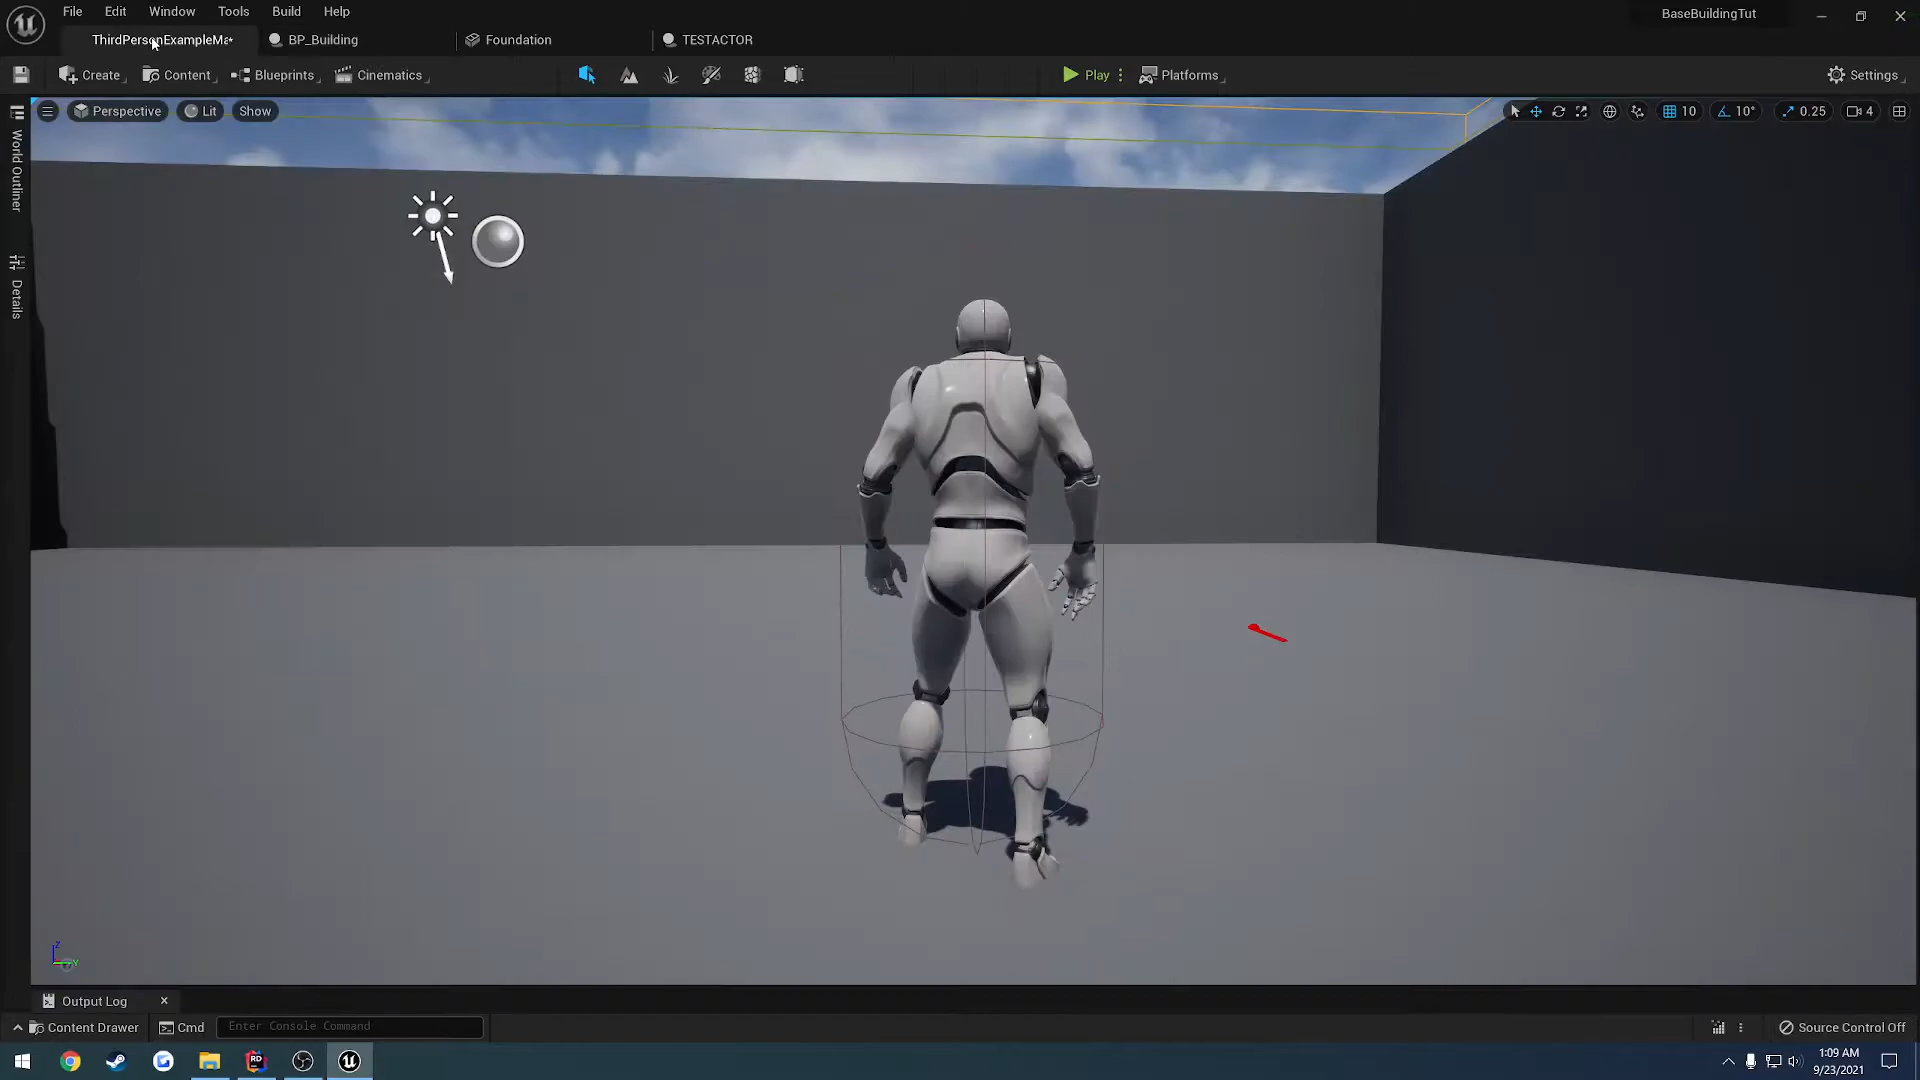 File Edit Window Tools Build Help
BaseBuildingTut
ThirdPersonExampleMa•
BP_Building
Foundation
TESTACTOR
Create
Content
Blueprints
Cinematics
Play
Platforms
Settings
Perspective
Lit
Show
10
10°
0.25
4
World Outliner
Details
Z
Y
Output Log
Content Drawer
Cmd
Enter Console Command
Source Control Off
RD
1:09 AM
9/23/2021